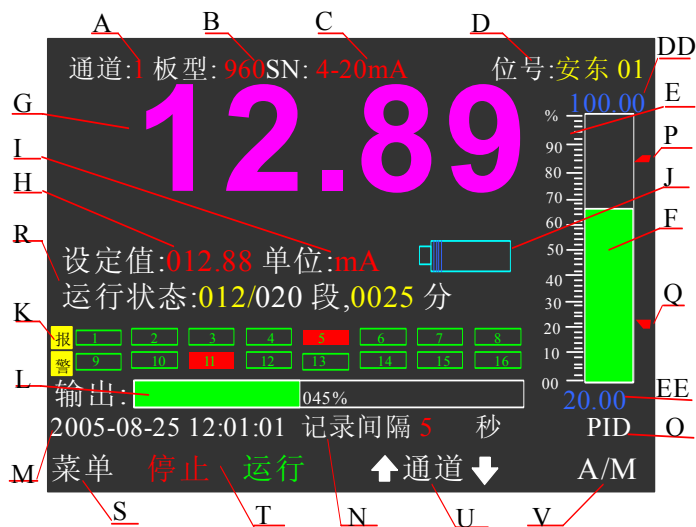 A B C D DD
通道:1 板型:960SN: 4-20mA 位号:安东 01
G 12.89 100.00 E
% P
90
80
I J
70
H
60 F
R 设定值:012.88 单位:mA 50
运行状态:012/020 段,0025 分 40
K 30 Q
报 1 2 3 4 5 6 7 8 20
警 9 10 11 12 13 14 15 16 10
L 输出: 045% 00
20.00 EE
2005-08-25 12:01:01 记录间隔 5 秒 PID O
M 菜单 停止 运行 通道 A/M
S T N U V